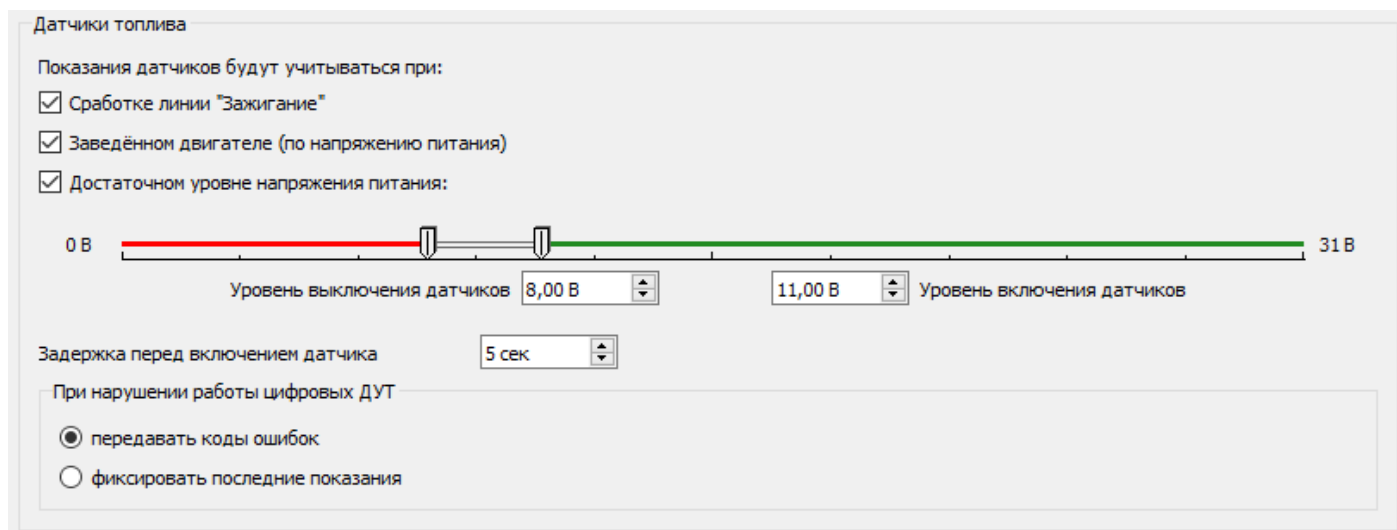 Датчики топлива
Показания датчиков будут учитываться при:
Сработке линии "Зажигание"
Заведённом двигателе (по напряжению питания)
Достаточном уровне напряжения питания:
0 В 31 В
Уровень выключения датчиков 8,00 В 11,00 В Уровень включения датчиков
Задержка перед включением датчика 5 сек
При нарушении работы цифровых ДУТ
передавать коды ошибок
фиксировать последние показания